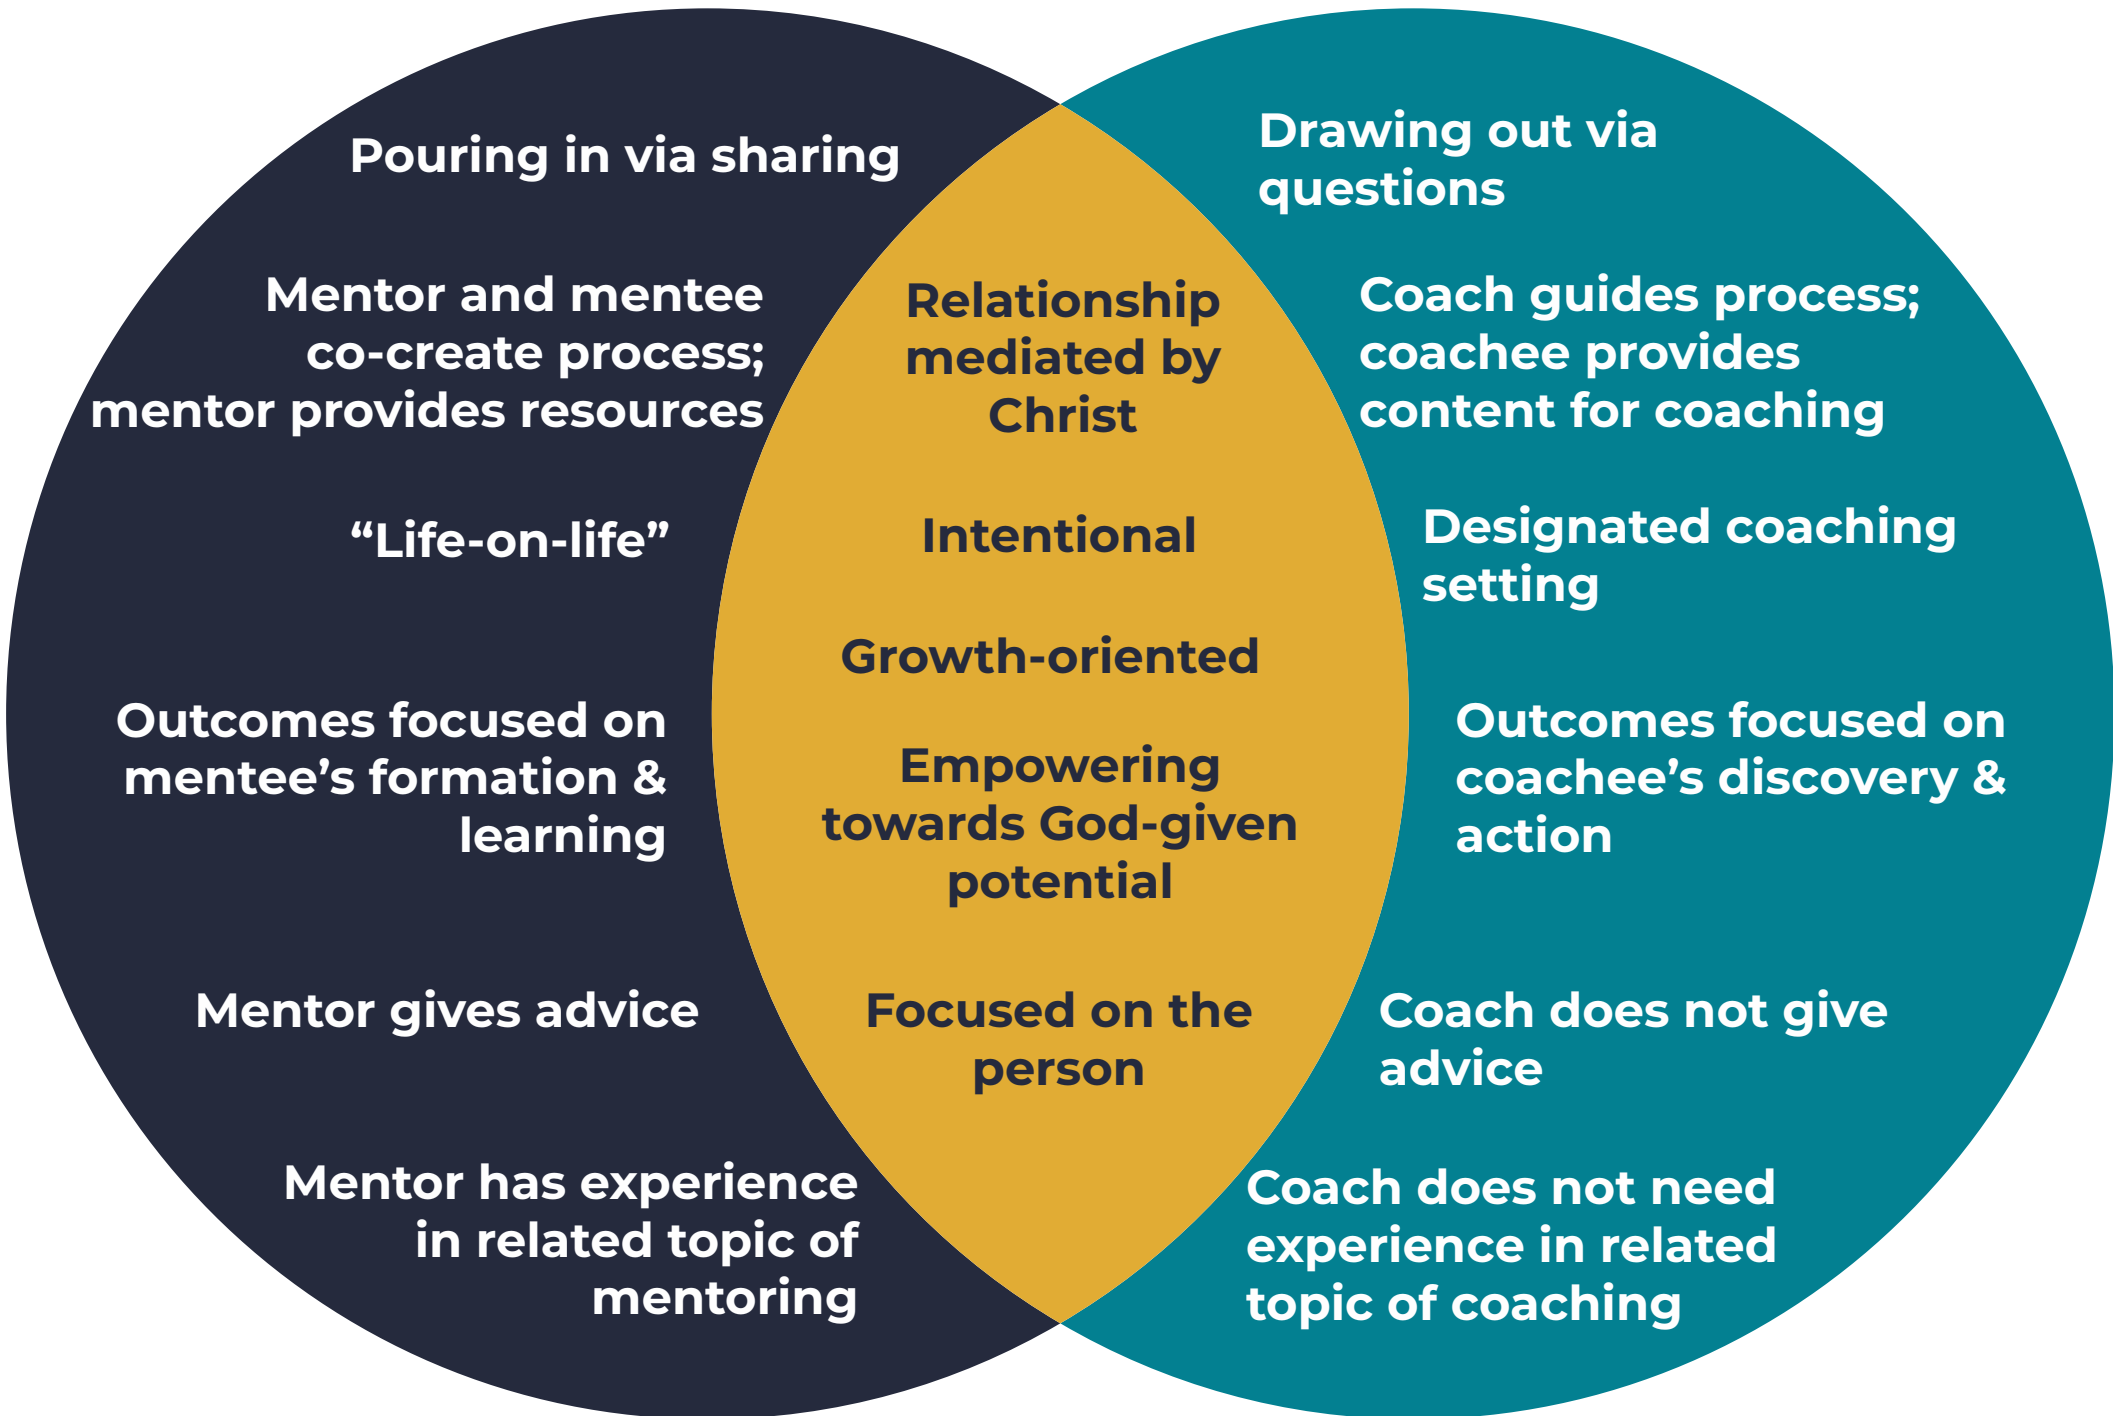 Pouring in via sharing
Mentor and mentee
co-create process;
mentor provides resources
“Life-on-life”
Outcomes focused on
mentee’s formation &
learning
Mentor gives advice
Mentor has experience
in related topic of
mentoring
Relationship
mediated by
Christ
Intentional
Growth-oriented
Empowering
towards God-given
potential
Focused on the
person
Drawing out via
questions
Coach guides process;
coachee provides
content for coaching
Designated coaching
setting
Outcomes focused on
coachee’s discovery &
action
Coach does not give
advice
Coach does not need
experience in related
topic of coaching